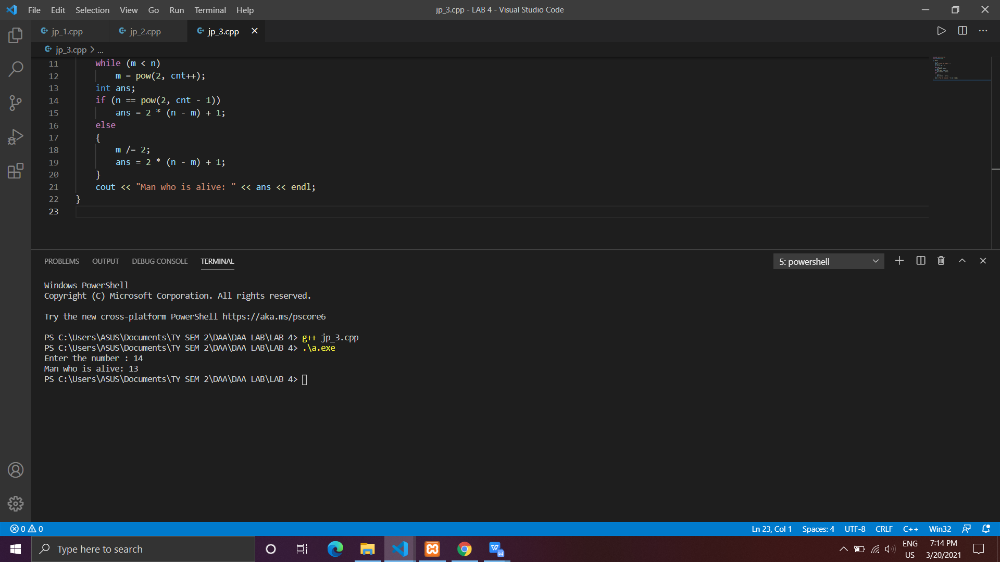 File Edit Selection View Go Run Terminal Help
jp_3.cpp - LAB 4 - Visual Studio Code
jp_1.cpp jp_2.cpp jp_3.cpp
jp_3.cpp > ...
11 while (m < n)
12 m = pow(2, cnt++);
13 int ans;
14 if (n == pow(2, cnt - 1))
15 ans = 2 * (n - m) + 1;
16 else
17 {
18 m /= 2;
19 ans = 2 * (n - m) + 1;
20 }
21 cout << "Man who is alive: " << ans << endl;
22 }
23
PROBLEMS OUTPUT DEBUG CONSOLE TERMINAL
5: powershell
Windows PowerShell
Copyright (C) Microsoft Corporation. All rights reserved.
Try the new cross-platform PowerShell https://aka.ms/pscore6
PS C:\Users\ASUS\Documents\TY SEM 2\DAA\DAA LAB\LAB 4> g++ jp_3.cpp
PS C:\Users\ASUS\Documents\TY SEM 2\DAA\DAA LAB\LAB 4> .\a.exe
Enter the number : 14
Man who is alive: 13
PS C:\Users\ASUS\Documents\TY SEM 2\DAA\DAA LAB\LAB 4>
0 0
Ln 23, Col 1 Spaces: 4 UTF-8 CRLF C++ Win32
Type here to search
ENG
US
7:14 PM
3/20/2021